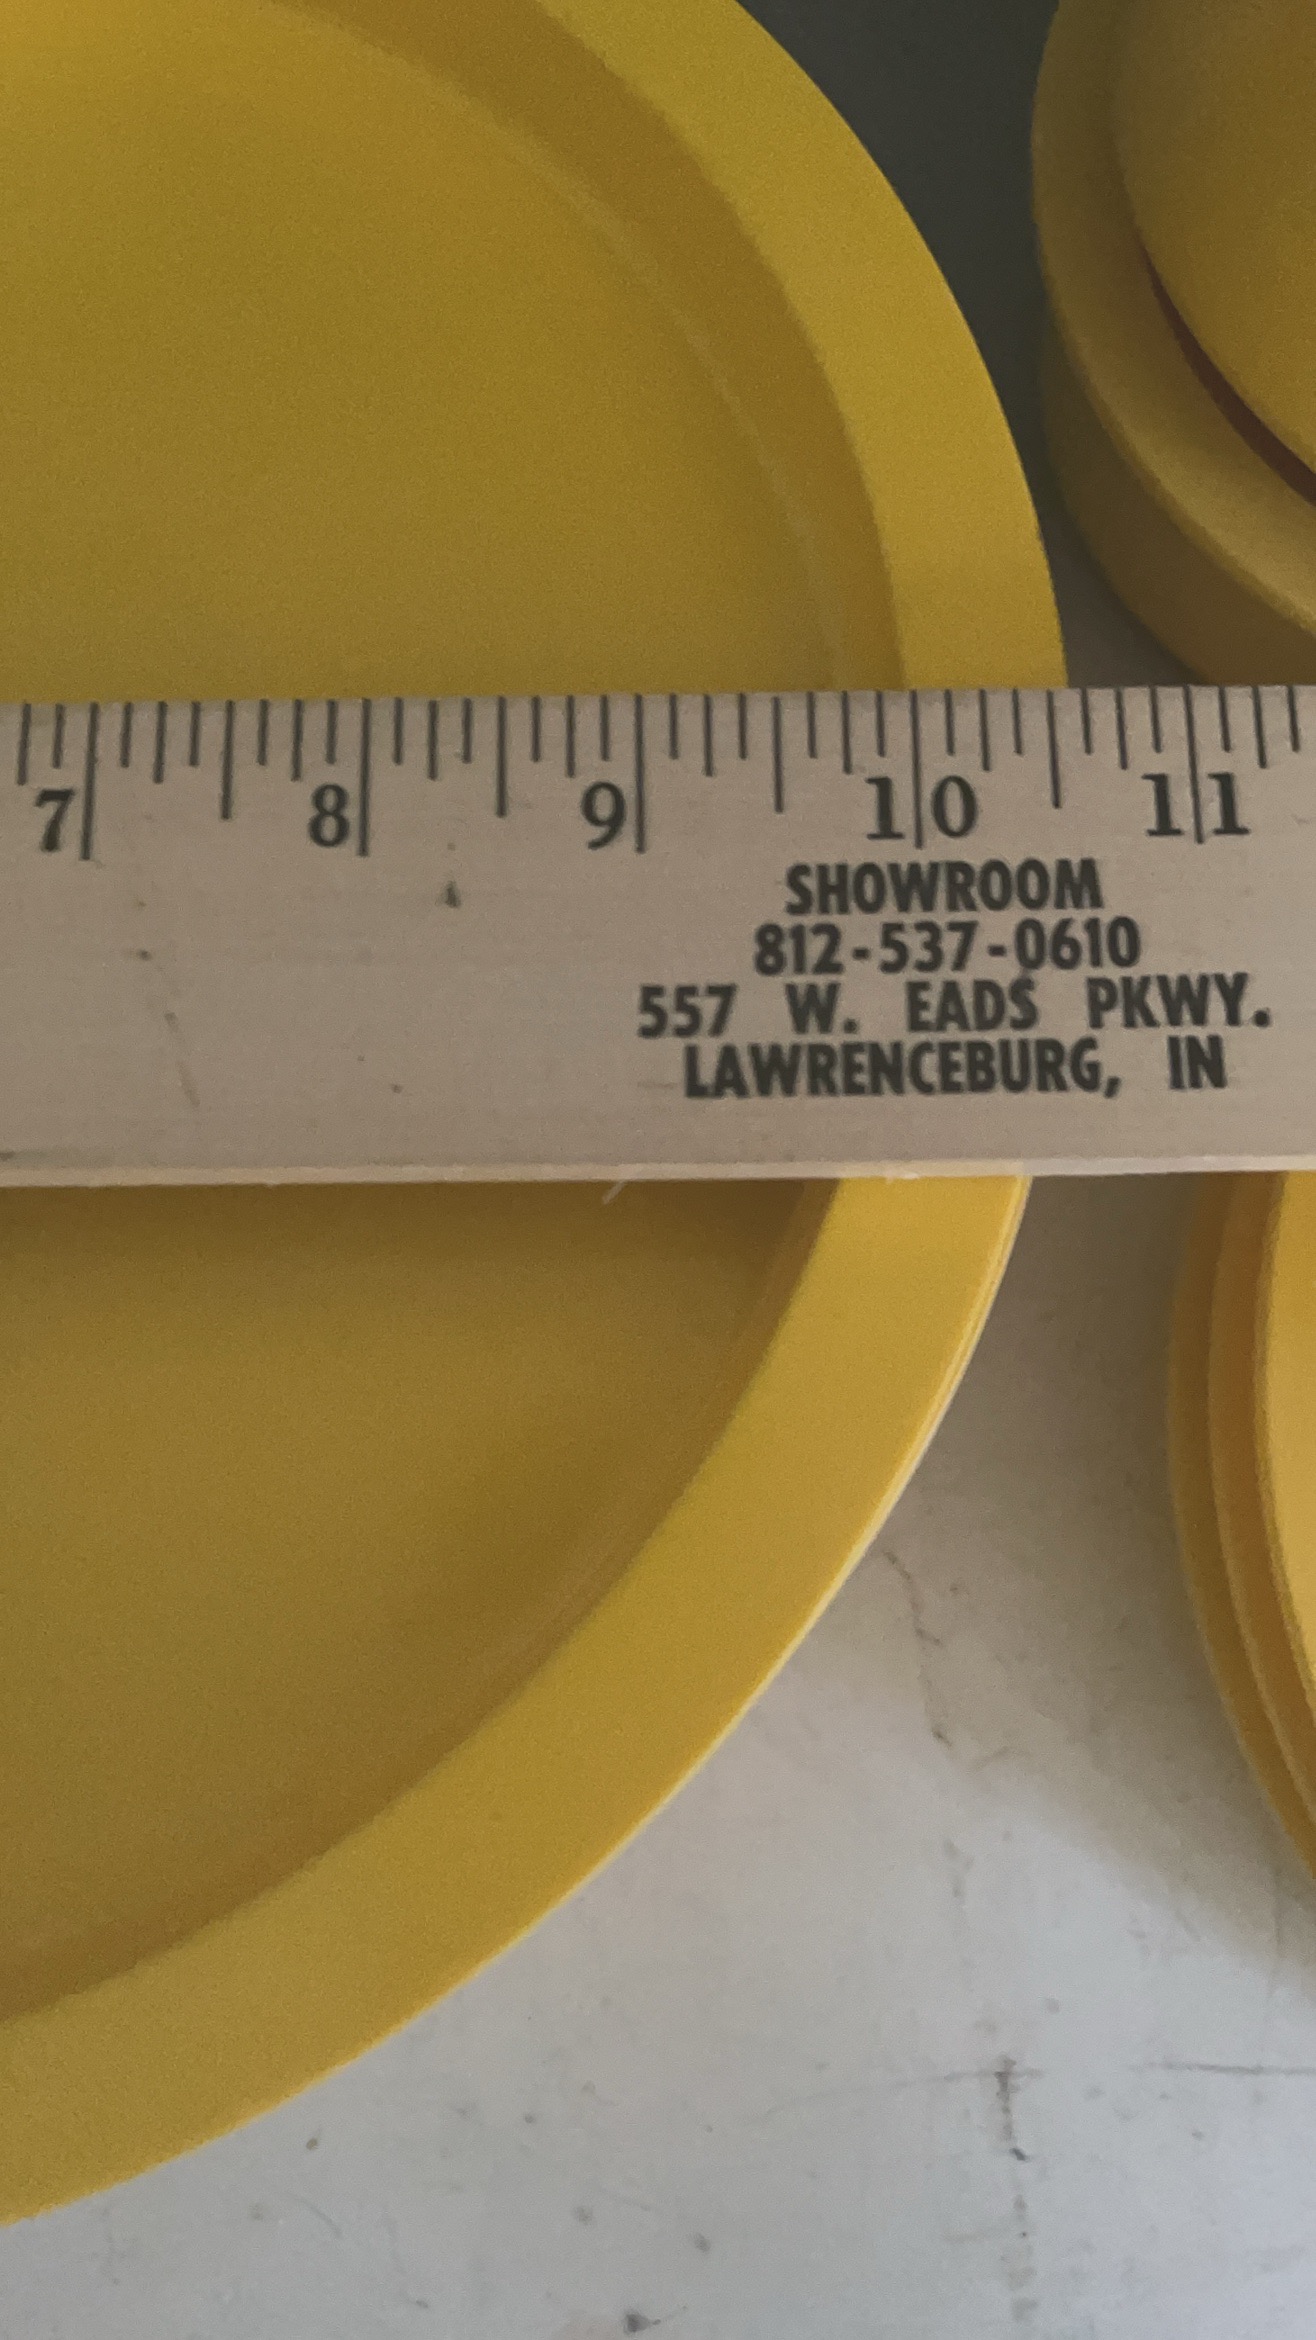 7 8 9 10 11
SHOWROOM
812-537-0610
557 W. EADS PKWY.
LAWRENCEBURG, IN